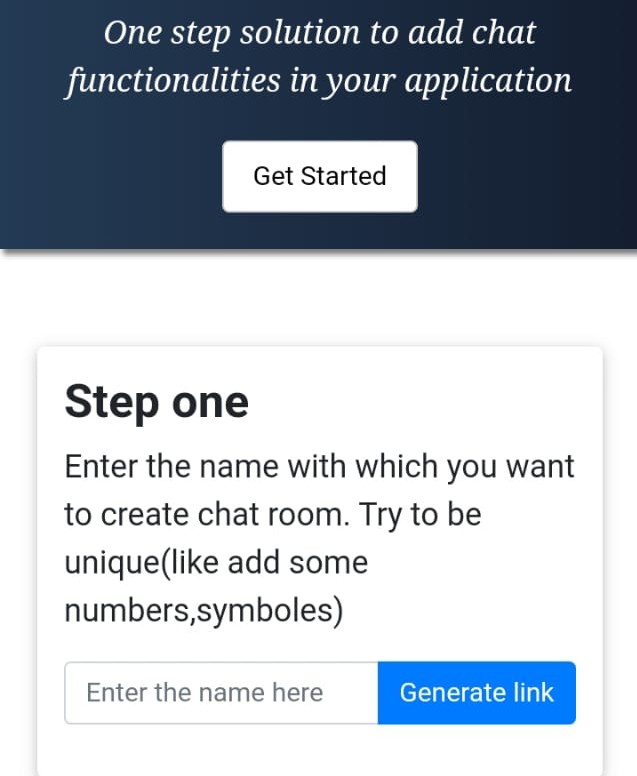 One step solution to add chat
functionalities in your application
Get Started
Step one
Enter the name with which you want
to create chat room. Try to be
unique(like add some
numbers,symboles)
Enter the name here
Generate link